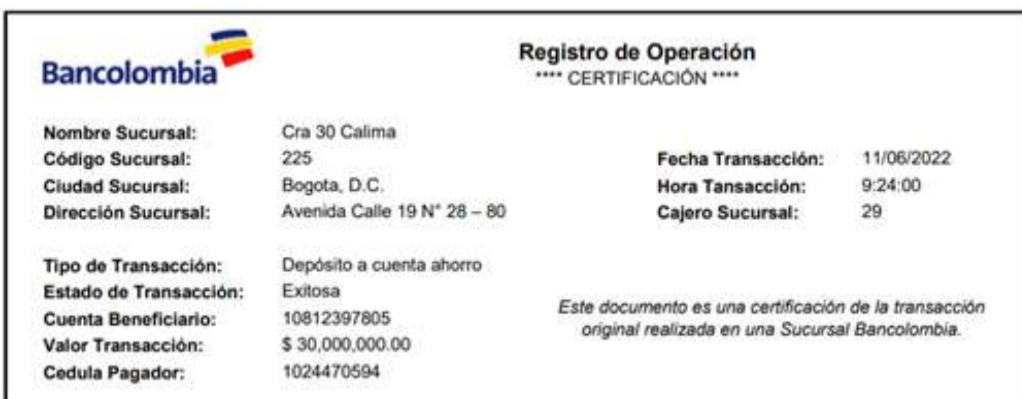 Bancolombia
Registro de Operación
**** CERTIFICACIÓN ****
Nombre Sucursal: Cra 30 Calima
Código Sucursal: 225
Ciudad Sucursal: Bogota, D.C.
Dirección Sucursal: Avenida Calle 19 N° 28 – 80
Fecha Transacción: 11/06/2022
Hora Tansacción: 9:24:00
Cajero Sucursal: 29
Tipo de Transacción: Depósito a cuenta ahorro
Estado de Transacción: Exitosa
Cuenta Beneficiario: 10812397805
Valor Transacción: $ 30,000,000.00
Cedula Pagador: 1024470594
Este documento es una certificación de la transacción
original realizada en una Sucursal Bancolombia.